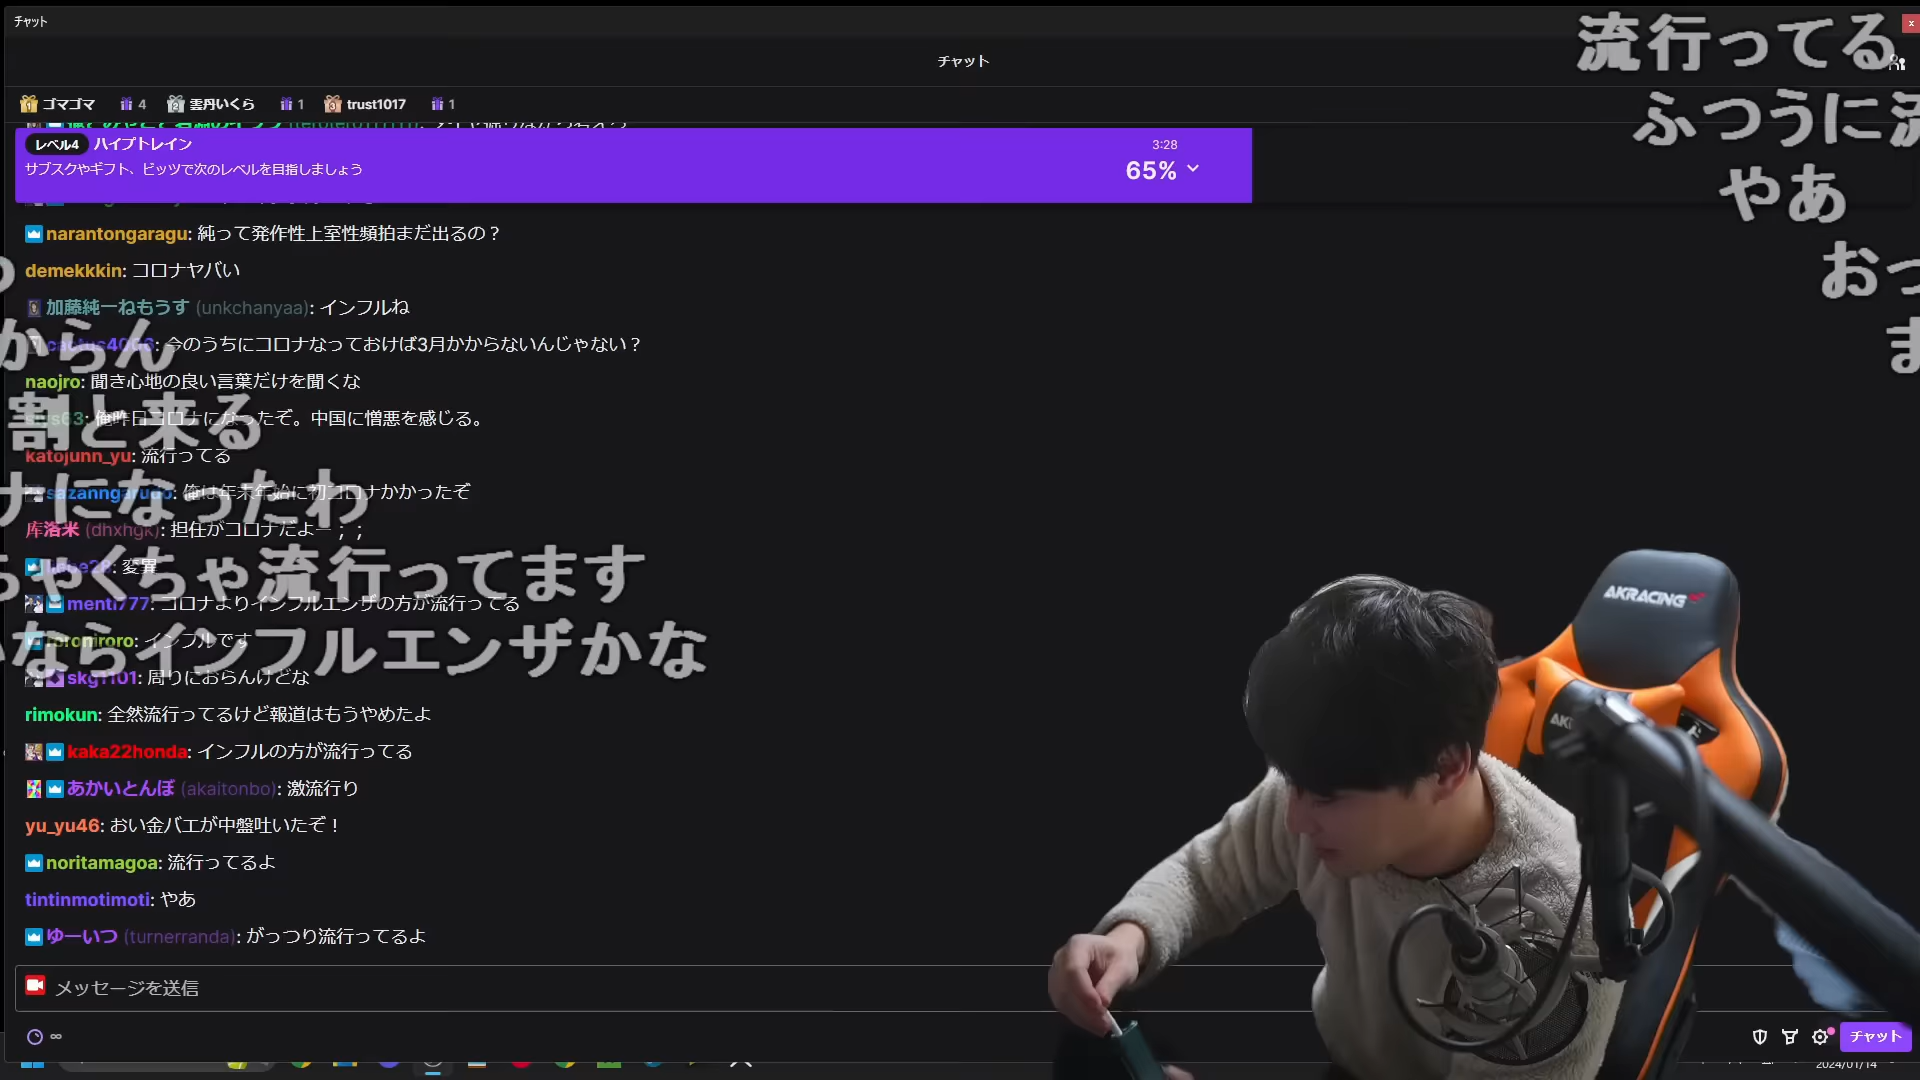 チャット
チャット
ゴマゴマ 4 雲丹いくら 1 trust1017 1
レベル4 ハイプトレイン
サブスクやギフト、ビッツで次のレベルを目指しましょう
3:28
65%
流行ってる
ふつうに
やあ
おっ
narantongaragu: 純って発作性上室性頻拍まだ出るの？
demekkkin: コロナヤバい
加藤純一ねもうす (unkchanyaa): インフルね
からん
cactus4006: 今のうちにコロナなっておけば3月かからないんじゃない？
naojro: 聞き心地の良い言葉だけを聞くな
割と来る
俺昨日コロナになったぞ。中国に憎悪を感じる。
katojunn_yu: 流行ってる
ナになったわ
sazanngarudo: 俺は年末年始に初コロナかかったぞ
库洛米 (dhxhgk): 担任がコロナだよー；；
ちゃくちゃ流行ってます
変異
menti777: コロナよりインフルエンザの方が流行ってる
ならインフルエンザかな
roroniroro: インフルです
skg1101: 周りにおらんけどな
rimokun: 全然流行ってるけど報道はもうやめたよ
kaka22honda: インフルの方が流行ってる
あかいとんぼ (akaitonbo): 激流行り
yu_yu46: おい金バエが中盤吐いたぞ！
noritamagoa: 流行ってるよ
tintinmotimoti: やあ
ゆーいつ (turnerranda): がっつり流行ってるよ
メッセージを送信
チャット
2024/01/14
AKRACING